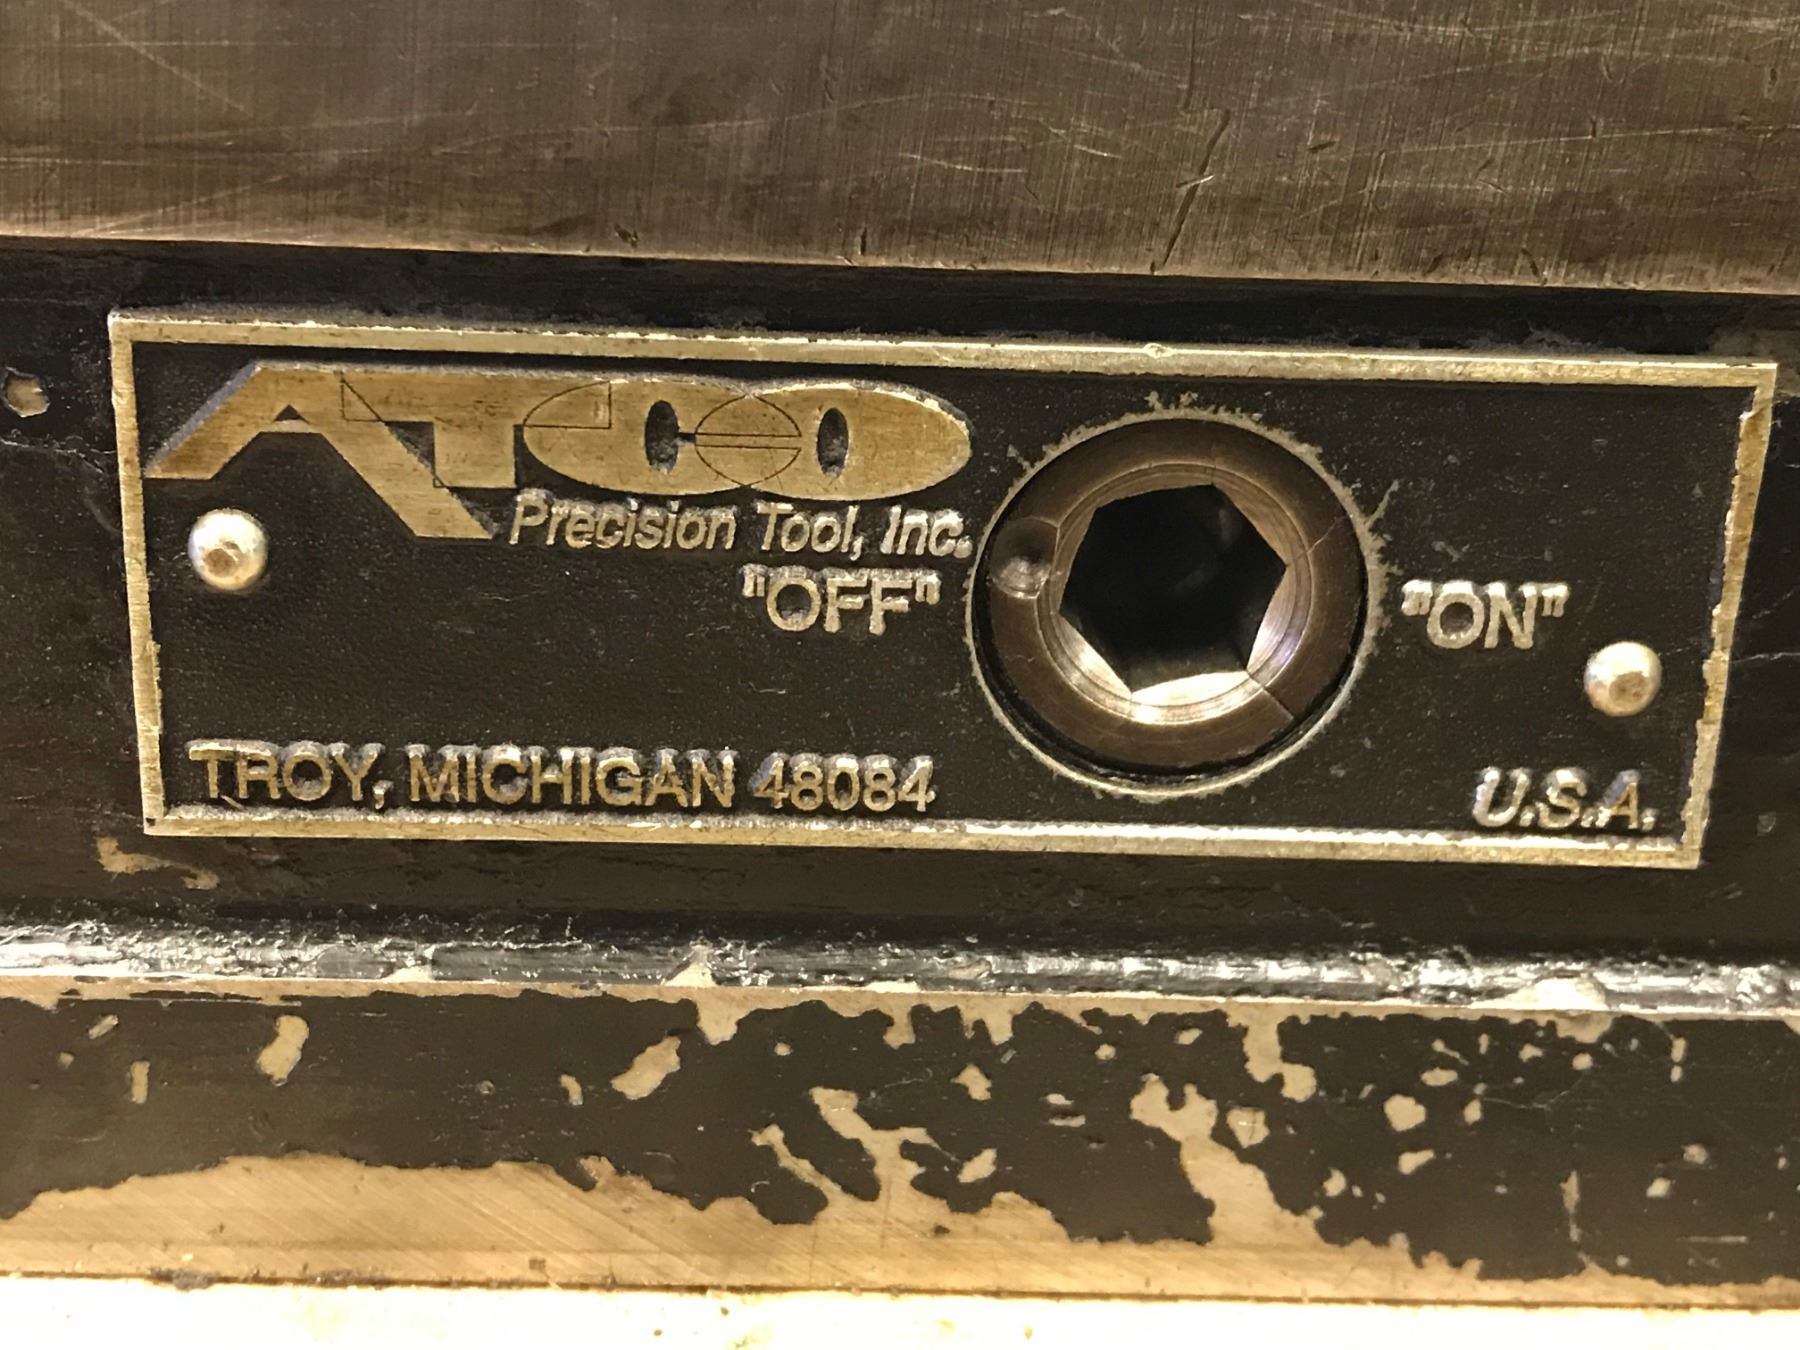 ATCO
Precision Tool, Inc.
"OFF" "ON"
TROY, MICHIGAN 48084 U.S.A.